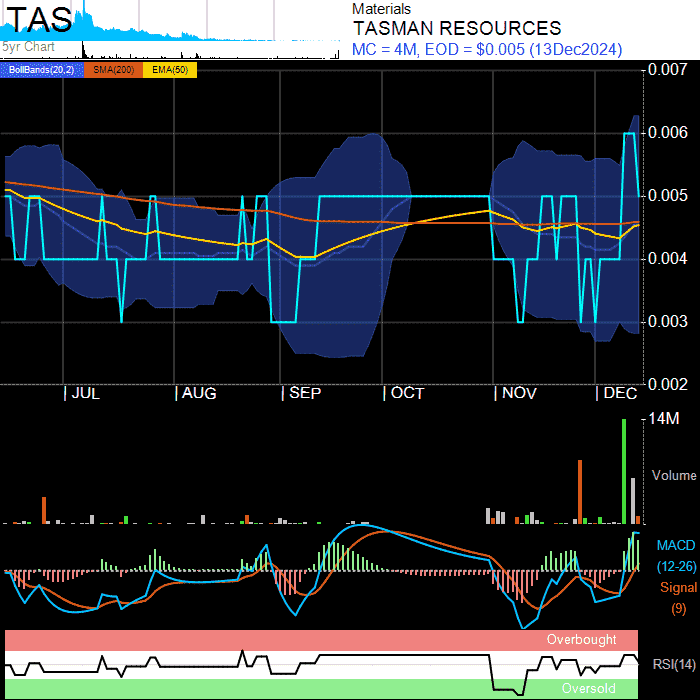 TAS
Materials
TASMAN RESOURCES
MC = 4M, EOD = $0.005 (13Dec2024)
5yr Chart
BollBands(20,2) SMA(200) EMA(50)
0.007
0.006
0.005
0.004
0.003
0.002
JUL AUG SEP OCT NOV DEC
14M
Volume
MACD
(12-26)
Signal
(9)
Overbought
RSI(14)
Oversold